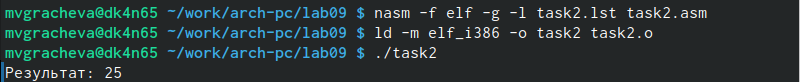 mvgracheva@dk4n65 ~/work/arch-pc/lab09 $ nasm -f elf -g -l task2.lst task2.asm
mvgracheva@dk4n65 ~/work/arch-pc/lab09 $ ld -m elf_i386 -o task2 task2.o
mvgracheva@dk4n65 ~/work/arch-pc/lab09 $ ./task2
Результат: 25